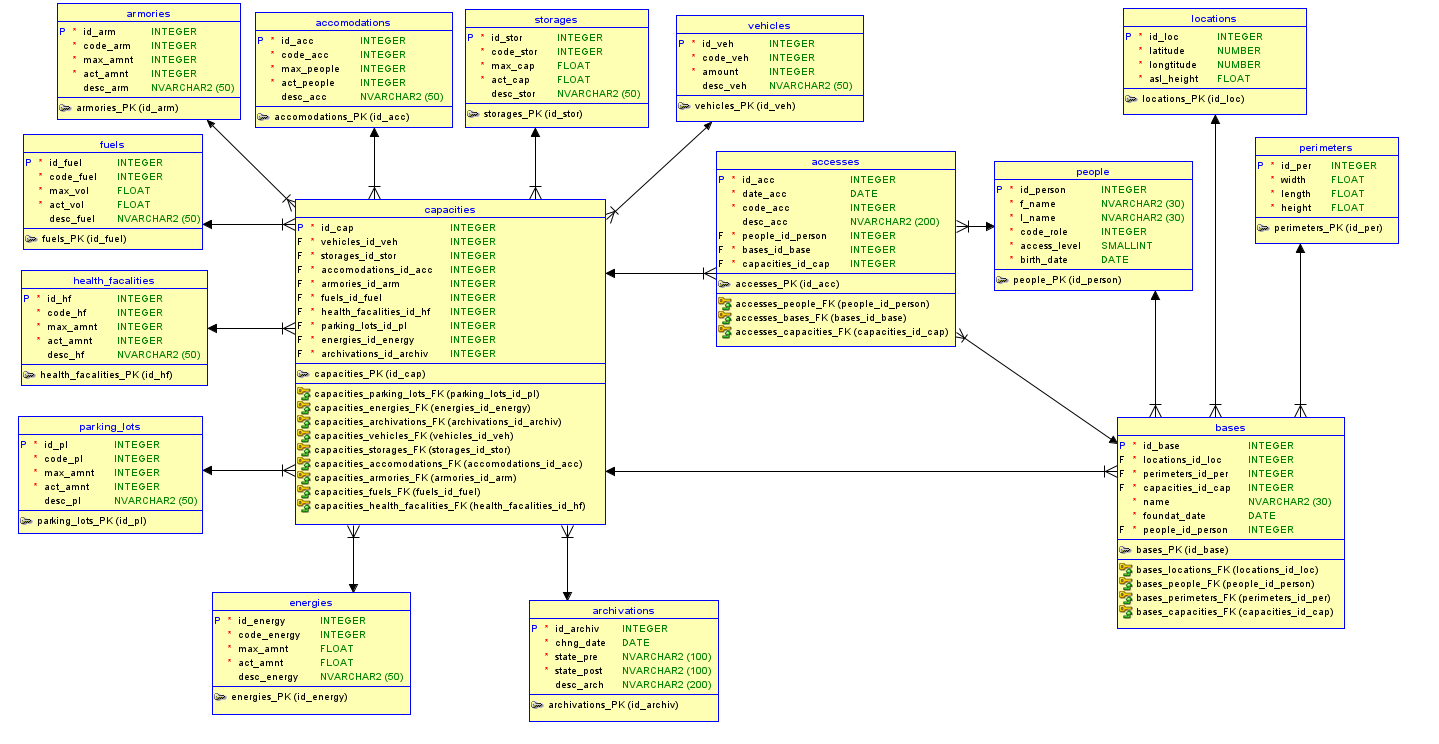 armories
P * id_arm INTEGER
* code_arm INTEGER
* max_amnt INTEGER
* act_amnt INTEGER
desc_arm NVARCHAR2 (50)
armories_PK (id_arm)
accomodations
P * id_acc INTEGER
* code_acc INTEGER
* max_people INTEGER
* act_people INTEGER
desc_acc NVARCHAR2 (50)
accomodations_PK (id_acc)
storages
P * id_stor INTEGER
* code_stor INTEGER
* max_cap FLOAT
* act_cap FLOAT
desc_stor NVARCHAR2 (50)
storages_PK (id_stor)
vehicles
P * id_veh INTEGER
* code_veh INTEGER
* amount INTEGER
desc_veh NVARCHAR2 (50)
vehicles_PK (id_veh)
locations
P * id_loc INTEGER
* latitude NUMBER
* longtitude NUMBER
* asl_height FLOAT
locations_PK (id_loc)
fuels
P * id_fuel INTEGER
* code_fuel INTEGER
* max_vol FLOAT
* act_vol FLOAT
desc_fuel NVARCHAR2 (50)
fuels_PK (id_fuel)
perimeters
P * id_per INTEGER
* width FLOAT
* length FLOAT
* height FLOAT
perimeters_PK (id_per)
accesses
P * id_acc INTEGER
* date_acc DATE
* code_acc INTEGER
desc_acc NVARCHAR2 (200)
F * people_id_person INTEGER
F * bases_id_base INTEGER
F * capacities_id_cap INTEGER
accesses_PK (id_acc)
accesses_people_FK (people_id_person)
accesses_bases_FK (bases_id_base)
accesses_capacities_FK (capacities_id_cap)
people
P * id_person INTEGER
* f_name NVARCHAR2 (30)
* l_name NVARCHAR2 (30)
* code_role INTEGER
* access_level SMALLINT
* birth_date DATE
people_PK (id_person)
capacities
P * id_cap INTEGER
F * vehicles_id_veh INTEGER
F * storages_id_stor INTEGER
F * accomodations_id_acc INTEGER
F * armories_id_arm INTEGER
F * fuels_id_fuel INTEGER
F * health_facalities_id_hf INTEGER
F * parking_lots_id_pl INTEGER
F * energies_id_energy INTEGER
F * archivations_id_archiv INTEGER
capacities_PK (id_cap)
capacities_parking_lots_FK (parking_lots_id_pl)
capacities_energies_FK (energies_id_energy)
capacities_archivations_FK (archivations_id_archiv)
capacities_vehicles_FK (vehicles_id_veh)
capacities_storages_FK (storages_id_stor)
capacities_accomodations_FK (accomodations_id_acc)
capacities_armories_FK (armories_id_arm)
capacities_fuels_FK (fuels_id_fuel)
capacities_health_facalities_FK (health_facalities_id_hf)
health_facalities
P * id_hf INTEGER
* code_hf INTEGER
* max_amnt INTEGER
* act_amnt INTEGER
desc_hf NVARCHAR2 (50)
health_facalities_PK (id_hf)
parking_lots
P * id_pl INTEGER
* code_pl INTEGER
* max_amnt INTEGER
* act_amnt INTEGER
desc_pl NVARCHAR2 (50)
parking_lots_PK (id_pl)
bases
P * id_base INTEGER
F * locations_id_loc INTEGER
F * perimeters_id_per INTEGER
F * capacities_id_cap INTEGER
* name NVARCHAR2 (30)
* foundat_date DATE
F * people_id_person INTEGER
bases_PK (id_base)
bases_locations_FK (locations_id_loc)
bases_people_FK (people_id_person)
bases_perimeters_FK (perimeters_id_per)
bases_capacities_FK (capacities_id_cap)
energies
P * id_energy INTEGER
* code_energy INTEGER
* max_amnt FLOAT
* act_amnt FLOAT
desc_energy NVARCHAR2 (50)
energies_PK (id_energy)
archivations
P * id_archiv INTEGER
* chng_date DATE
* state_pre NVARCHAR2 (100)
* state_post NVARCHAR2 (100)
desc_arch NVARCHAR2 (200)
archivations_PK (id_archiv)